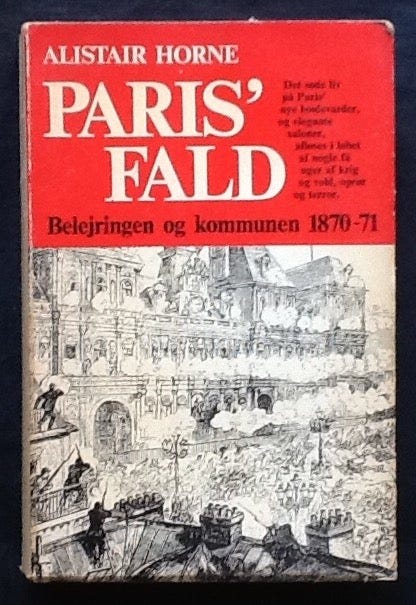 ALISTAIR HORNE
PARIS'
FALD
Det søde liv
på Paris'
nye boulevarder,
og elegante
saloner,
afløses i løbet
af nogle få
uger af krig
og vold, oprør
og terror.
Belejringen og kommunen 1870-71